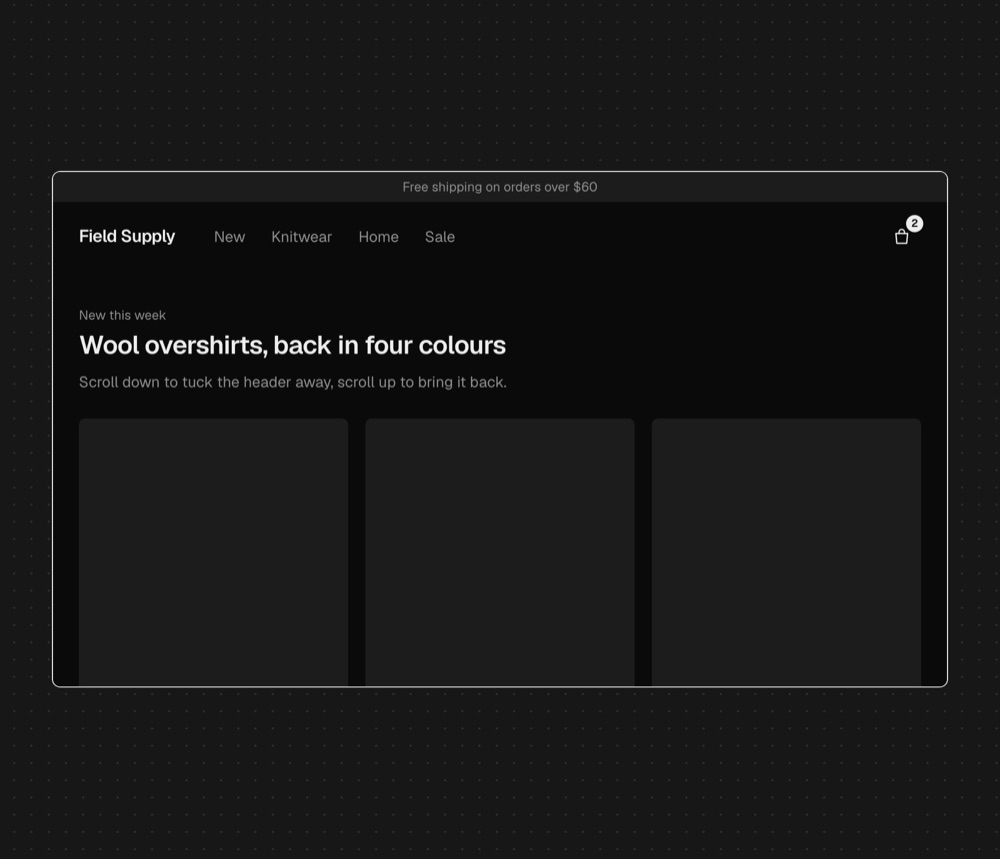 Free shipping on orders over $60
Field Supply New Knitwear Home Sale 2
New this week
Wool overshirts, back in four colours
Scroll down to tuck the header away, scroll up to bring it back.